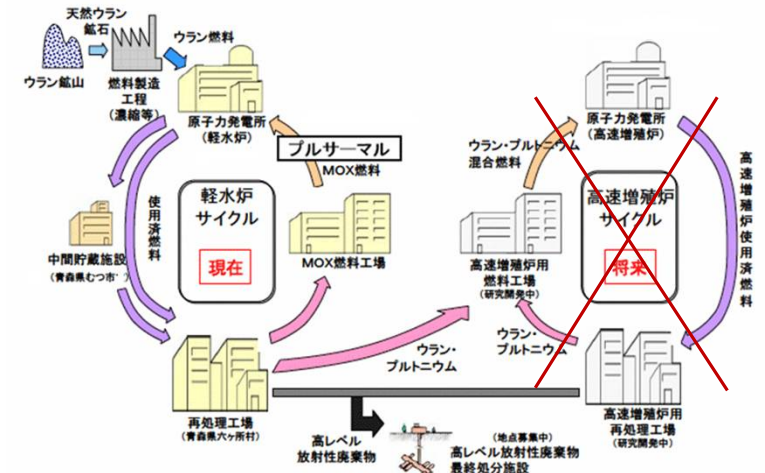 天然ウラン
鉱石
ウラン鉱山
燃料製造
工程
(濃縮等)
ウラン燃料
原子力発電所
(軽水炉)
プルサーマル
MOX燃料
使用済燃料
軽水炉
サイクル
現在
中間貯蔵施設
(青森県むつ市)
MOX燃料工場
再処理工場
(青森県六ヶ所村)
ウラン・
プルトニウム
高レベル
放射性廃棄物
(地点募集中)
高レベル放射性廃棄物
最終処分施設
原子力発電所
(高速増殖炉)
ウラン・プルトニウム
混合燃料
高速増殖炉
サイクル
将来
高速増殖炉使用済燃料
高速増殖炉用
燃料工場
(研究開発中)
ウラン・
プルトニウム
高速増殖炉用
再処理工場
(研究開発中)